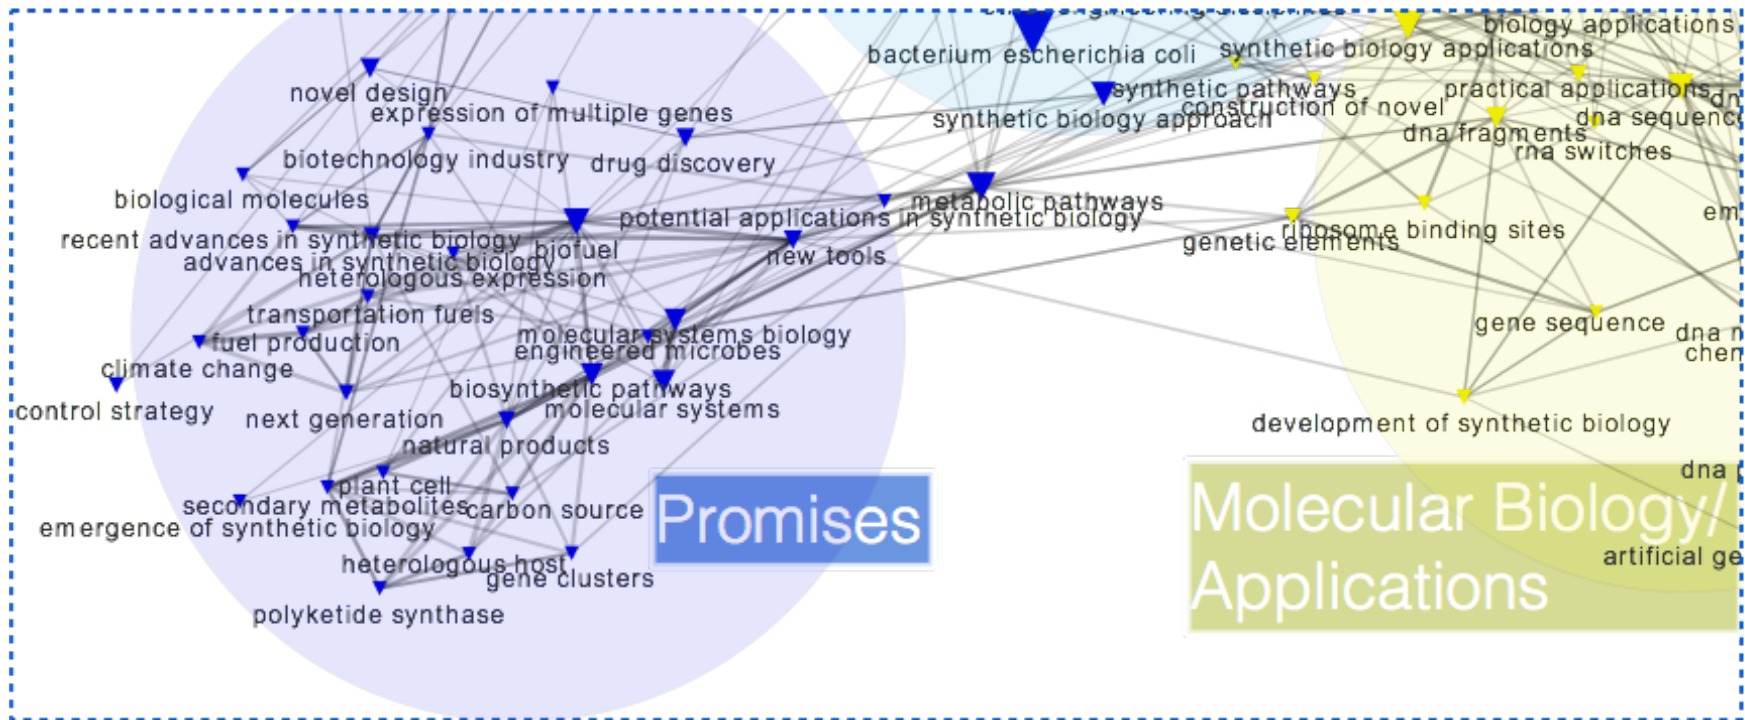 biology applications
synthetic biology applications
bacterium escherichia coli
novel design
expression of multiple genes
synthetic pathways
practical applications
construction of novel
synthetic biology approach
dna sequenc
dna fragments
rna switches
biotechnology industry
drug discovery
biological molecules
metabolic pathways
potential applications in synthetic biology
recent advances in synthetic biology
biofuel
ribosome binding sites
genetic elements
advances in synthetic biology
new tools
heterologous expression
transportation fuels
gene sequence
molecular systems biology
dna
fuel production
engineered microbes
climate change
biosynthetic pathways
control strategy
molecular systems
next generation
development of synthetic biology
natural products
dna
plant cell
secondary metabolites
carbon source
emergence of synthetic biology
Promises
Molecular Biology/
Applications
heterologous host
artificial ge
gene clusters
polyketide synthase